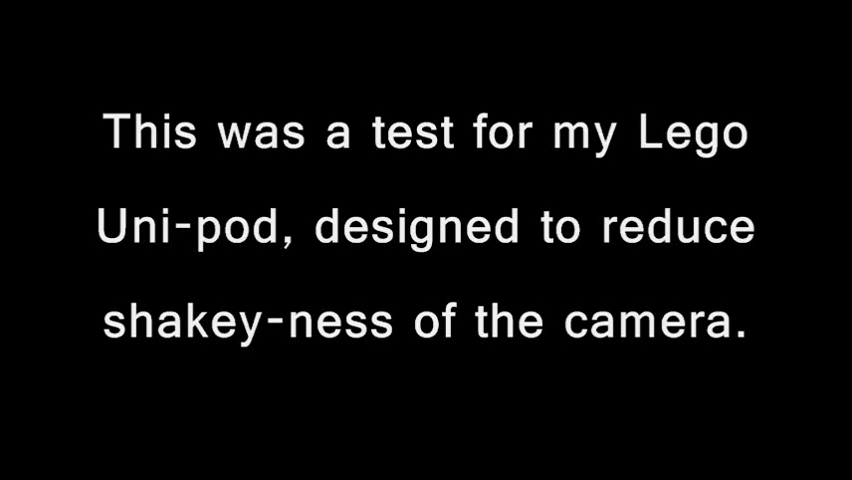 This was a test for my Lego
Uni-pod, designed to reduce
shakey-ness of the camera.